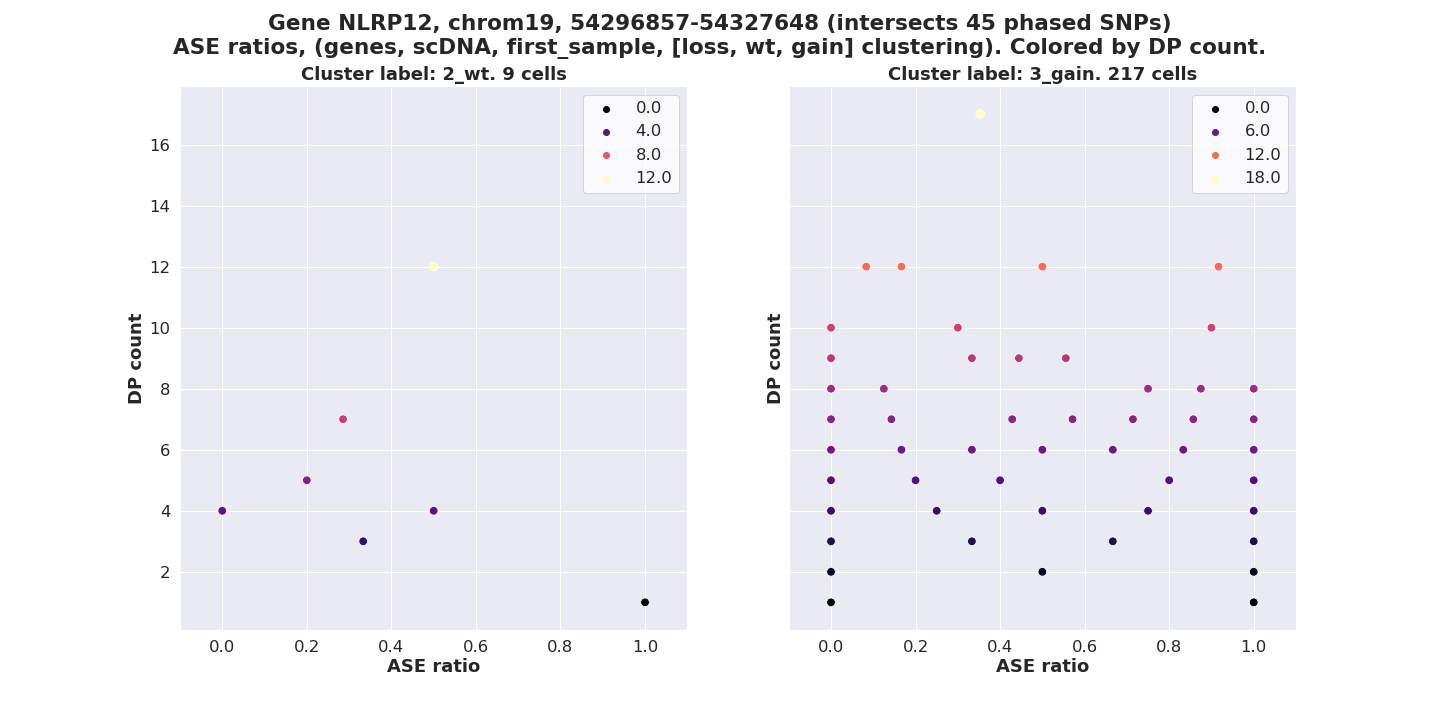 Gene NLRP12, chrom19, 54296857-54327648 (intersects 45 phased SNPs)
ASE ratios, (genes, scDNA, first_sample, [loss, wt, gain] clustering). Colored by DP count.
Cluster label: 2_wt. 9 cells
0.0
4.0
8.0
12.0
16
14
12
10
8
6
4
2
DP count
0.0 0.2 0.4 0.6 0.8 1.0
ASE ratio
Cluster label: 3_gain. 217 cells
0.0
6.0
12.0
18.0
DP count
0.0 0.2 0.4 0.6 0.8 1.0
ASE ratio